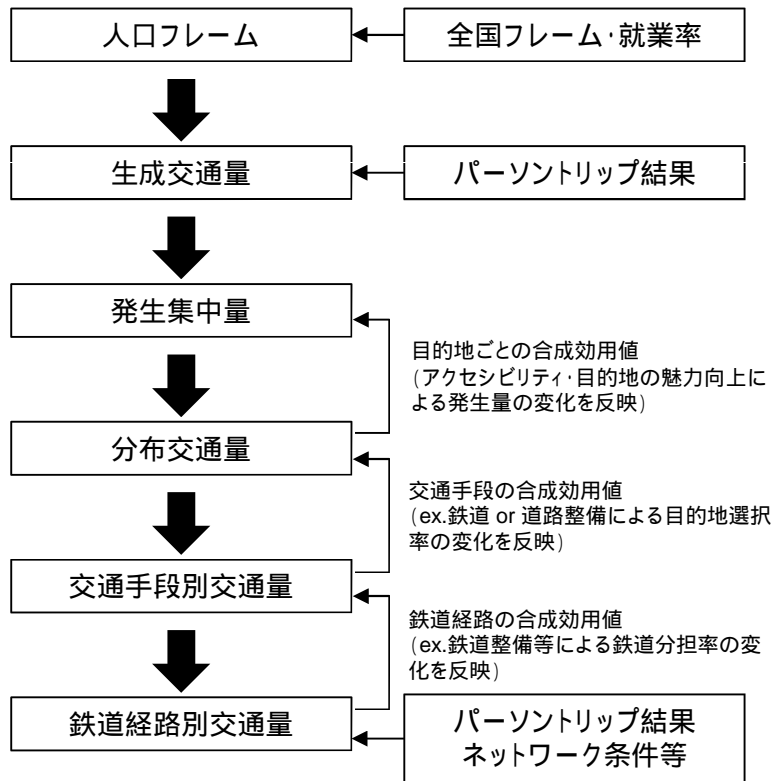 人口フレーム
全国フレーム・就業率
生成交通量
パーソントリップ結果
発生集中量
目的地ごとの合成効用値
(アクセシビリティ・目的地の魅力向上に
よる発生量の変化を反映)
分布交通量
交通手段の合成効用値
(ex.鉄道 or 道路整備による目的地選択
率の変化を反映)
交通手段別交通量
鉄道経路の合成効用値
(ex.鉄道整備等による鉄道分担率の変
化を反映)
鉄道経路別交通量
パーソントリップ結果
ネットワーク条件等